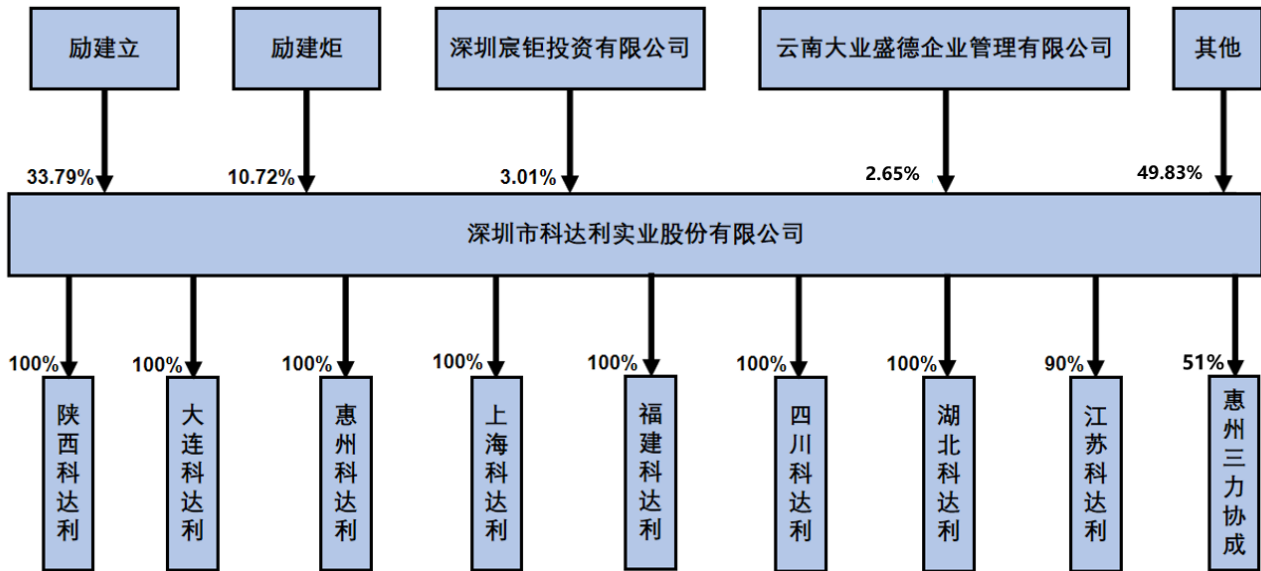 励建立
励建炬
深圳宸钜投资有限公司
云南大业盛德企业管理有限公司
其他
33.79%
10.72%
3.01%
2.65%
49.83%
深圳市科达利实业股份有限公司
100%
100%
100%
100%
100%
100%
100%
90%
51%
陕西科达利
大连科达利
惠州科达利
上海科达利
福建科达利
四川科达利
湖北科达利
江苏科达利
惠州三力协成